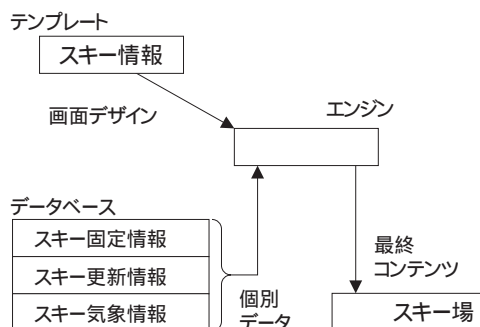 テンプレート
スキー情報
画面デザイン
エンジン
データベース
スキー固定情報
スキー更新情報
スキー気象情報
個別
データ
最終
コンテンツ
スキー場